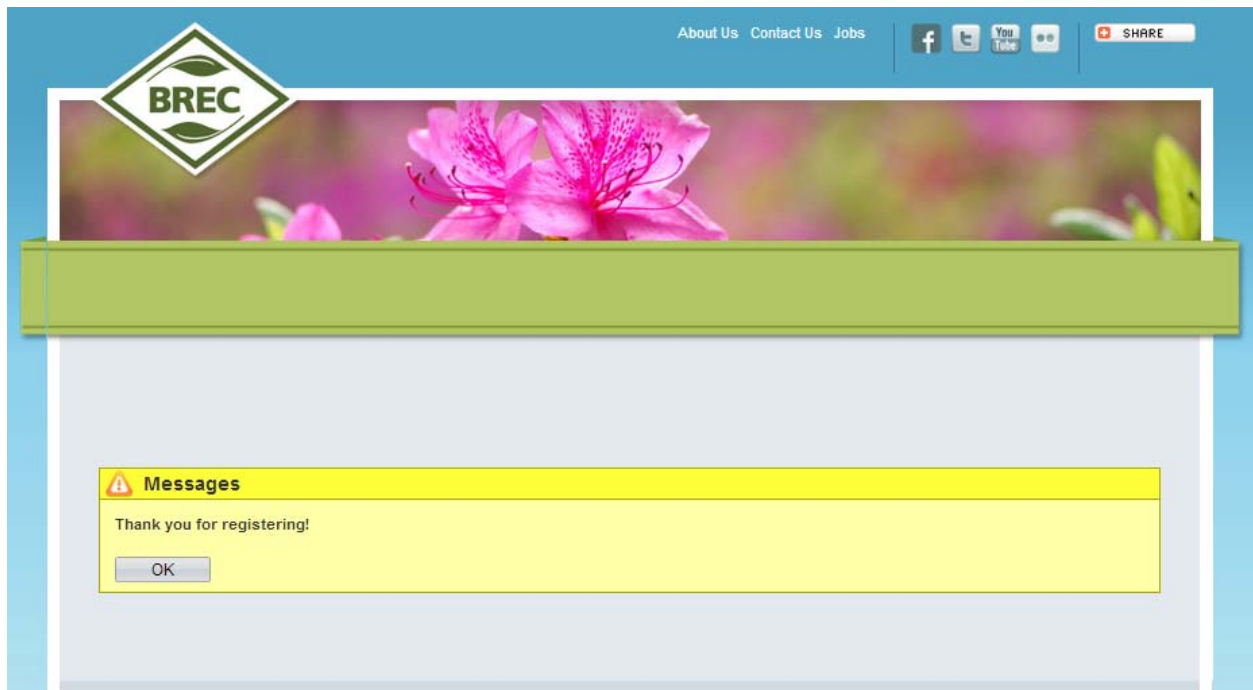 About Us Contact Us Jobs
f t You Tube SHARE
BREC
Messages
Thank you for registering!
OK